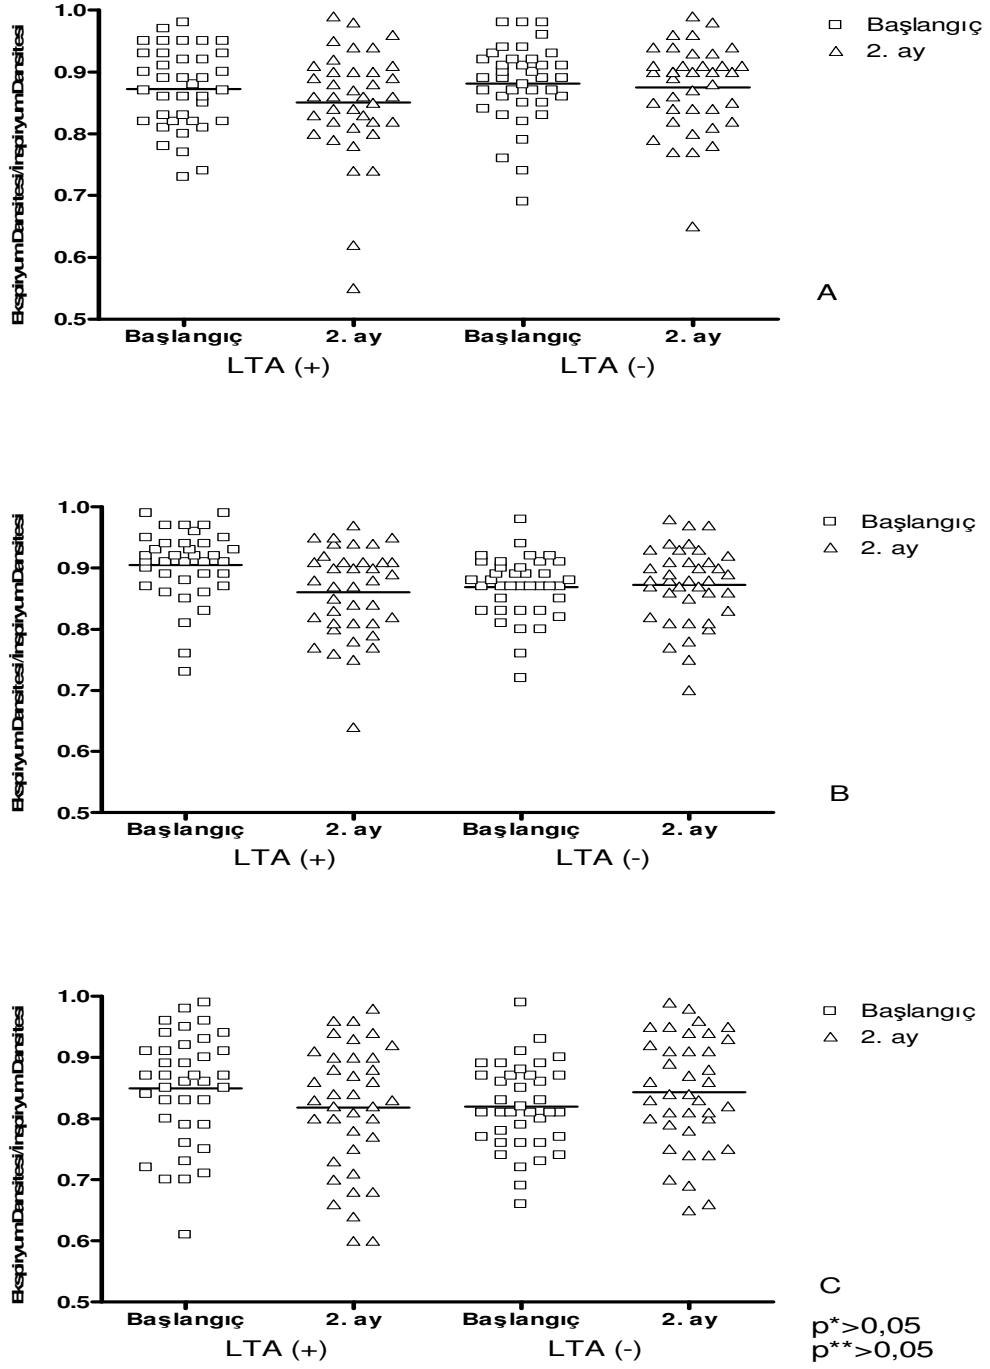 1.0
0.9
0.8
0.7
0.6
0.5
Ekspiryum Dansitesi/Inspiryum Dansitesi
Başlangıç 2. ay Başlangıç 2. ay
LTA (+) LTA (-)
Başlangıç
2. ay
A
1.0
0.9
0.8
0.7
0.6
0.5
Ekspiryum Dansitesi/Inspiryum Dansitesi
Başlangıç 2. ay Başlangıç 2. ay
LTA (+) LTA (-)
Başlangıç
2. ay
B
1.0
0.9
0.8
0.7
0.6
0.5
Ekspiryum Dansitesi/Inspiryum Dansitesi
Başlangıç 2. ay Başlangıç 2. ay
LTA (+) LTA (-)
Başlangıç
2. ay
C
p*>0,05
p**>0,05